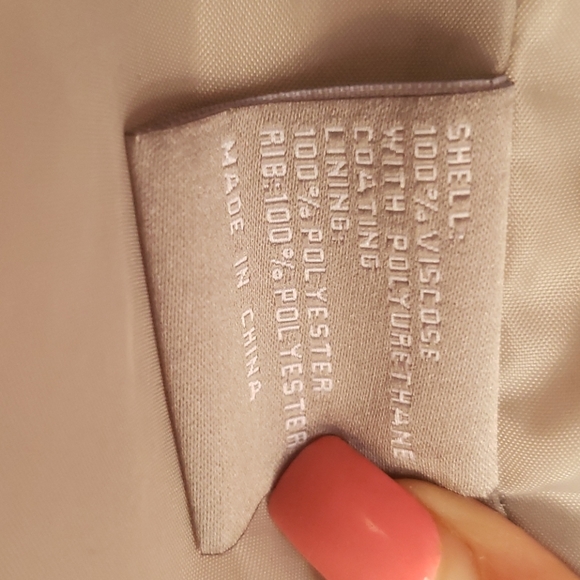 SHELL:
100% VISCOSE
WITH POLYURETHANE
COATING
LINING:
100% POLYESTER
RIB:100% POLYESTER
MADE IN CHINA